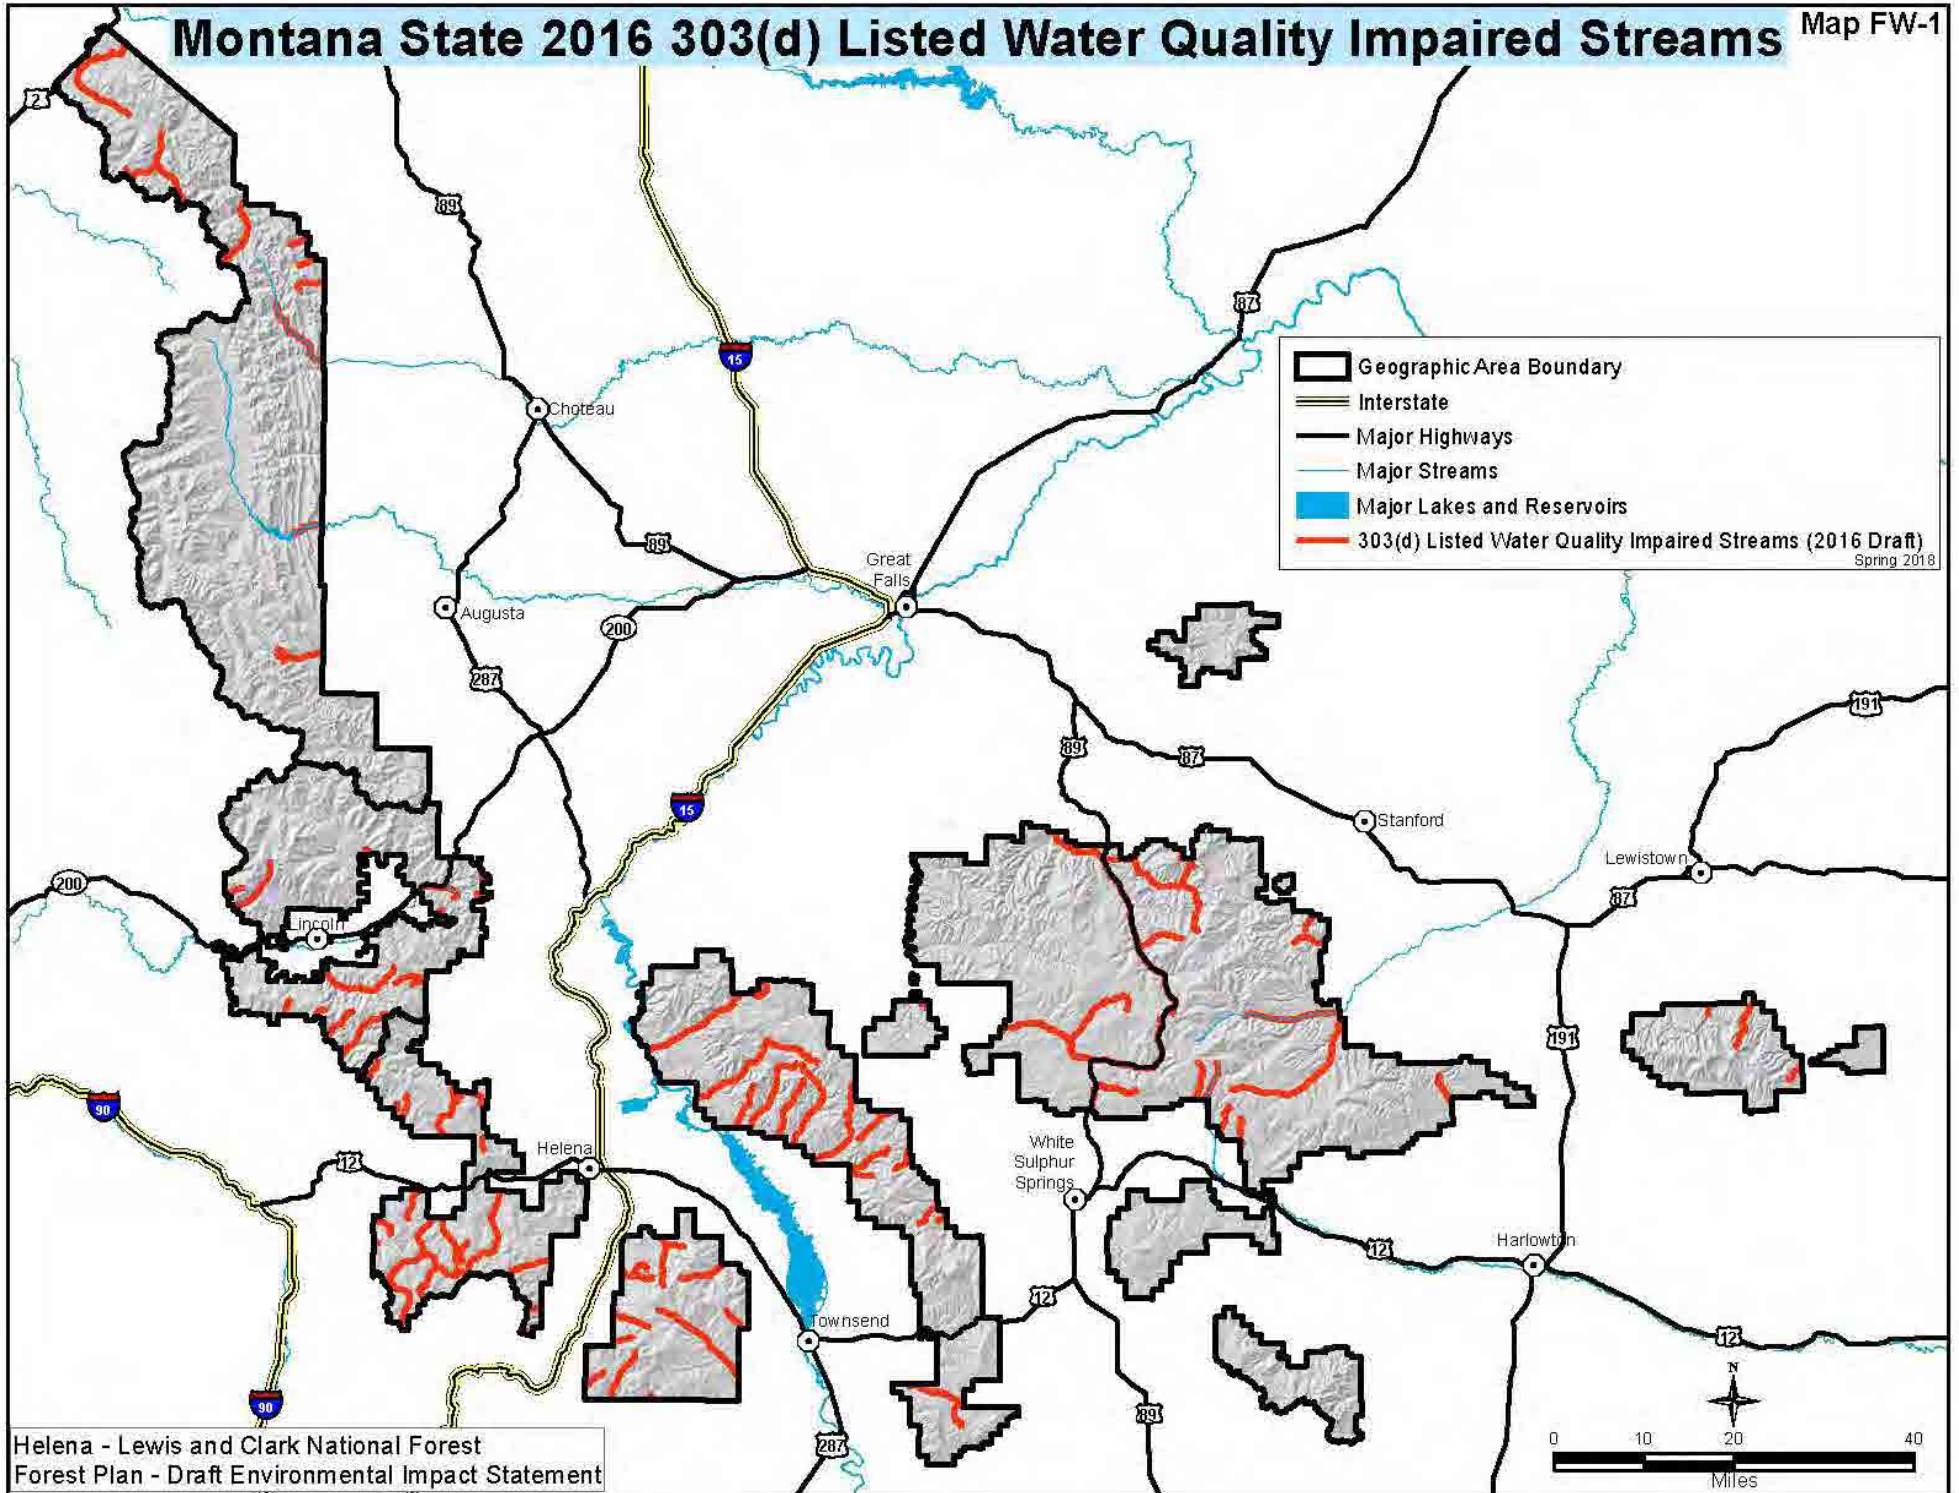 Montana State 2016 303(d) Listed Water Quality Impaired Streams
Map FW-1
2
89
15
87
Choteau
Geographic Area Boundary
Interstate
Major Highways
Major Streams
Major Lakes and Reservoirs
303(d) Listed Water Quality Impaired Streams (2016 Draft)
Spring 2018
89
Great
Falls
Augusta
200
287
191
89
87
15
Stanford
Lewistown
200
87
Lincoln
191
90
Helena
12
White
Sulphur
Springs
12
Harlowton
12
Townsend
12
N
90
89
287
0 10 20 40
Miles
Helena - Lewis and Clark National Forest
Forest Plan - Draft Environmental Impact Statement